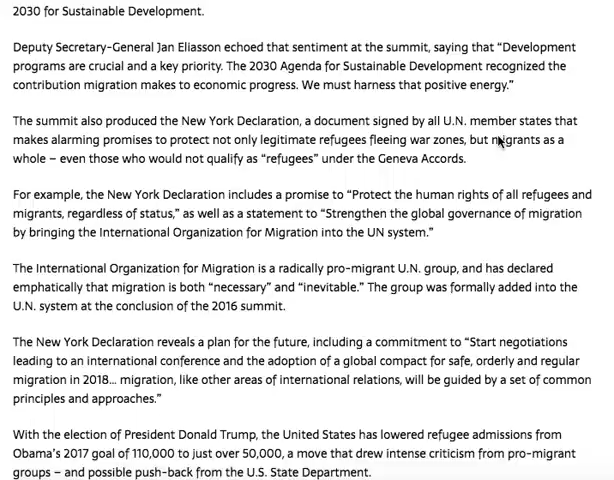 2030 for Sustainable Development.
Deputy Secretary-General Jan Eliasson echoed that sentiment at the summit, saying that “Development
programs are crucial and a key priority. The 2030 Agenda for Sustainable Development recognized the
contribution migration makes to economic progress. We must harness that positive energy.”
The summit also produced the New York Declaration, a document signed by all U.N. member states that
makes alarming promises to protect not only legitimate refugees fleeing war zones, but migrants as a
whole – even those who would not qualify as “refugees” under the Geneva Accords.
For example, the New York Declaration includes a promise to “Protect the human rights of all refugees and
migrants, regardless of status,” as well as a statement to “Strengthen the global governance of migration
by bringing the International Organization for Migration into the UN system.”
The International Organization for Migration is a radically pro-migrant U.N. group, and has declared
emphatically that migration is both “necessary” and “inevitable.” The group was formally added into the
U.N. system at the conclusion of the 2016 summit.
The New York Declaration reveals a plan for the future, including a commitment to “Start negotiations
leading to an international conference and the adoption of a global compact for safe, orderly and regular
migration in 2018… migration, like other areas of international relations, will be guided by a set of common
principles and approaches.”
With the election of President Donald Trump, the United States has lowered refugee admissions from
Obama’s 2017 goal of 110,000 to just over 50,000, a move that drew intense criticism from pro-migrant
groups – and possible push-back from the U.S. State Department.